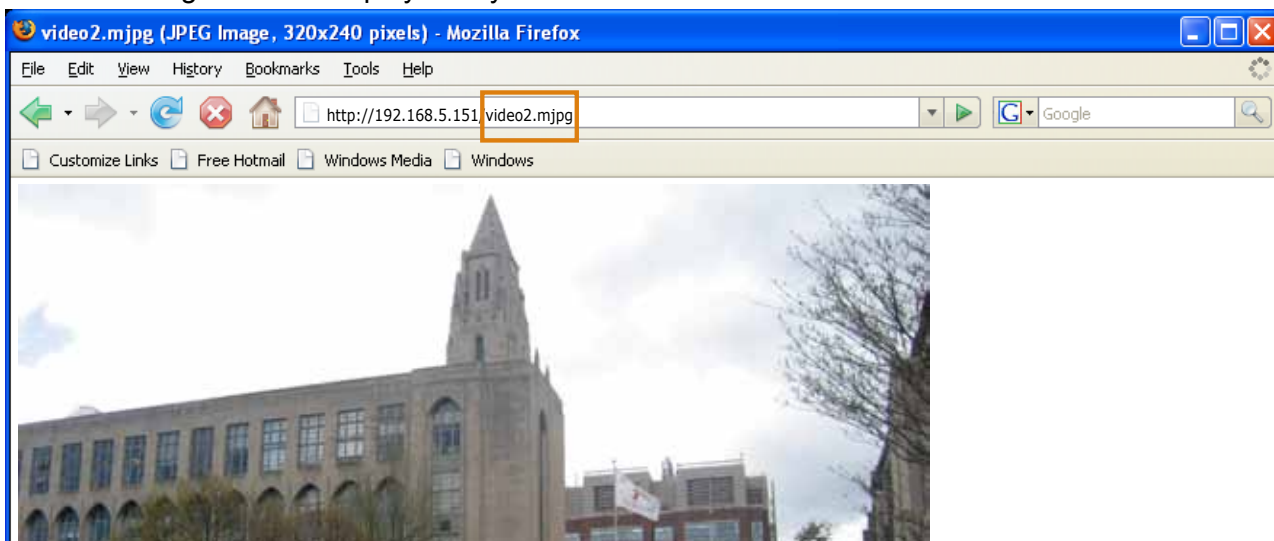 video2.mjpg (JPEG Image, 320x240 pixels) - Mozilla Firefox
File Edit View History Bookmarks Tools Help
http://192.168.5.151/video2.mjpg G Google
Customize Links Free Hotmail Windows Media Windows